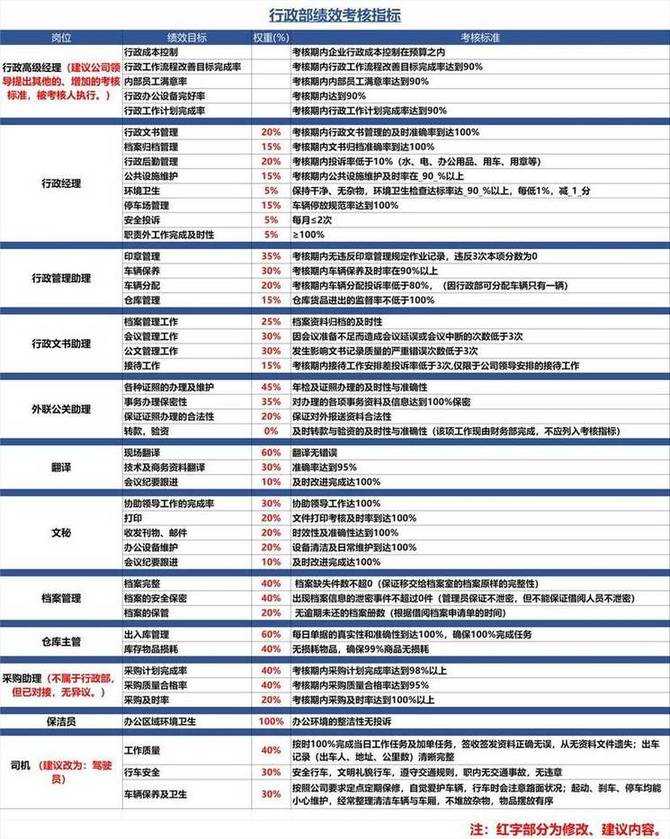 行政部绩效考核指标
岗位 绩效目标 权重(%) 考核标准
行政高级经理（建议公司领导提出其他的、增加的考核标准，被考核人执行。）
行政成本控制 考核期内企业行政成本控制在预算之内
行政工作流程改善目标完成率 考核期内行政工作流程改善目标完成率达到90%
内部员工满意率 考核期内内部员工满意率达到90%
行政办公设备完好率 考核期内达到90%
行政工作计划完成率 考核期内行政工作计划完成率达到90%
行政经理
行政文书管理 20% 考核期内行政文书管理的及时准确率到达100%
档案归档管理 15% 考核期内文书归档准确率到达100%
行政后勤管理 20% 考核期内投诉率低于10%（水、电、办公用品、用车、用章等）
公共设施维护 15% 考核期内公共设施维护及时率在_90_%以上
环境卫生 5% 保持干净、无杂物，环境卫生检查达标率达_90_%以上，每低1%，减_1_分
停车场管理 15% 车辆停放规范率达到100%
安全投诉 5% 每月≤2次
职责外工作完成及时性 5% ≥100%
行政管理助理
印章管理 35% 考核期内无违反印章管理规定作业记录，违反3次本项分数为0
车辆保养 30% 考核期内车辆保养及时率在90%以上
车辆分配 20% 考核期内车辆分配投诉率低于80%，（因行政部可分配车辆只有一辆）
仓库管理 15% 仓库货品进出的监督率不低于100%
行政文书助理
档案管理工作 25% 档案资料归档的及时性
会议管理工作 30% 因会议准备不足而造成会议延误或会议中断的次数低于3次
公文管理工作 30% 发生影响文书记录质量的严重错误次数低于3次
接待工作 15% 考核期内接待工作安排差投诉率低于3次,仅限于公司领导安排的接待工作
外联公关助理
各种证照的办理及维护 45% 年检及证照办理的及时性与准确性
事务办理保密性 35% 对办理的各项事务资料及信息达到100%保密
保证证照办理的合法性 20% 保证对外报送资料合法性
转款，验资 0% 及时转款与验资的及时性与准确性（该项工作现由财务部完成，不应列入考核指标）
翻译
现场翻译 60% 翻译无错误
技术及商务资料翻译 30% 准确率到达95%
会议纪要跟进 10% 及时改进完成达100%
文秘
协助领导工作的完成率 30% 协助领导工作达100%
打印 20% 文件打印考核及时率到达100%
收发刊物、邮件 20% 时效性及准确性达到100%
办公设备维护 20% 设备清洁及日常维护到达100%
会议纪要跟进 10% 及时改进完成达100%
档案管理
档案完整 40% 档案缺失件数不超0（保证移交给档案室的档案原样的完整性）
档案的安全保密 40% 出现档案信息的泄密事件不超过0件（管理员保证不泄密，但不能保证借阅人员不泄密）
档案的保管 20% 无逾期未还的档案册数（根据借阅档案申请单的时间）
仓库主管
出入库管理 60% 每日单据的真实性和准确性到达100%，确保100%完成任务
库存物品损耗 40% 无损耗物品，确保99%商品无损耗
采购助理（不属于行政部，但已对接，无异议。）
采购计划完成率 40% 考核期内采购计划完成率达到98%以上
采购质量合格率 40% 考核期内采购质量合格率达到95%
采购及时率 20% 考核期内采购及时率达到100%以上
保洁员 办公区域环境卫生 100% 办公环境的整洁性无投诉
司机 （建议改为：驾驶员）
工作质量 40% 按时100%完成当日工作任务及加单任务，签收签发资料正确无误，从无资料文件遗失；出车
记录（出车人、地址、公里数）清晰完整
行车安全 30% 安全行车，文明礼貌行车，遵守交通规则，职内无交通事故，无违章
车辆保养及卫生 30% 按照公司要求定点定期保修，自觉爱护车辆，行车时会注意路面状况；起动、刹车、停车均能
小心维护，经常整理清洁车辆与车厢，不堆放杂物，物品摆放有序
注：红字部分为修改、建议内容。